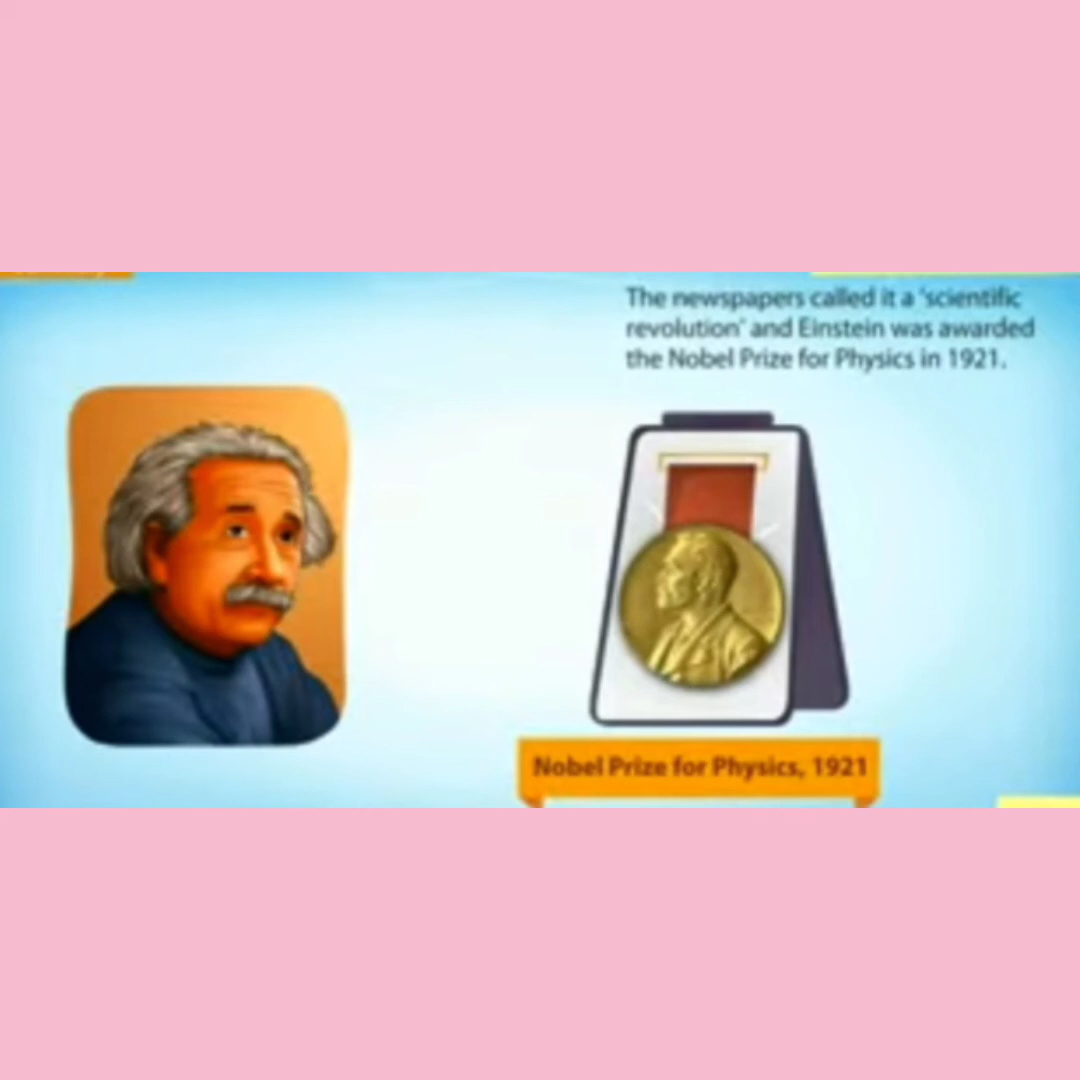 The newspapers called it a 'scientific
revolution' and Einstein was awarded
the Nobel Prize for Physics in 1921.
Nobel Prize for Physics, 1921